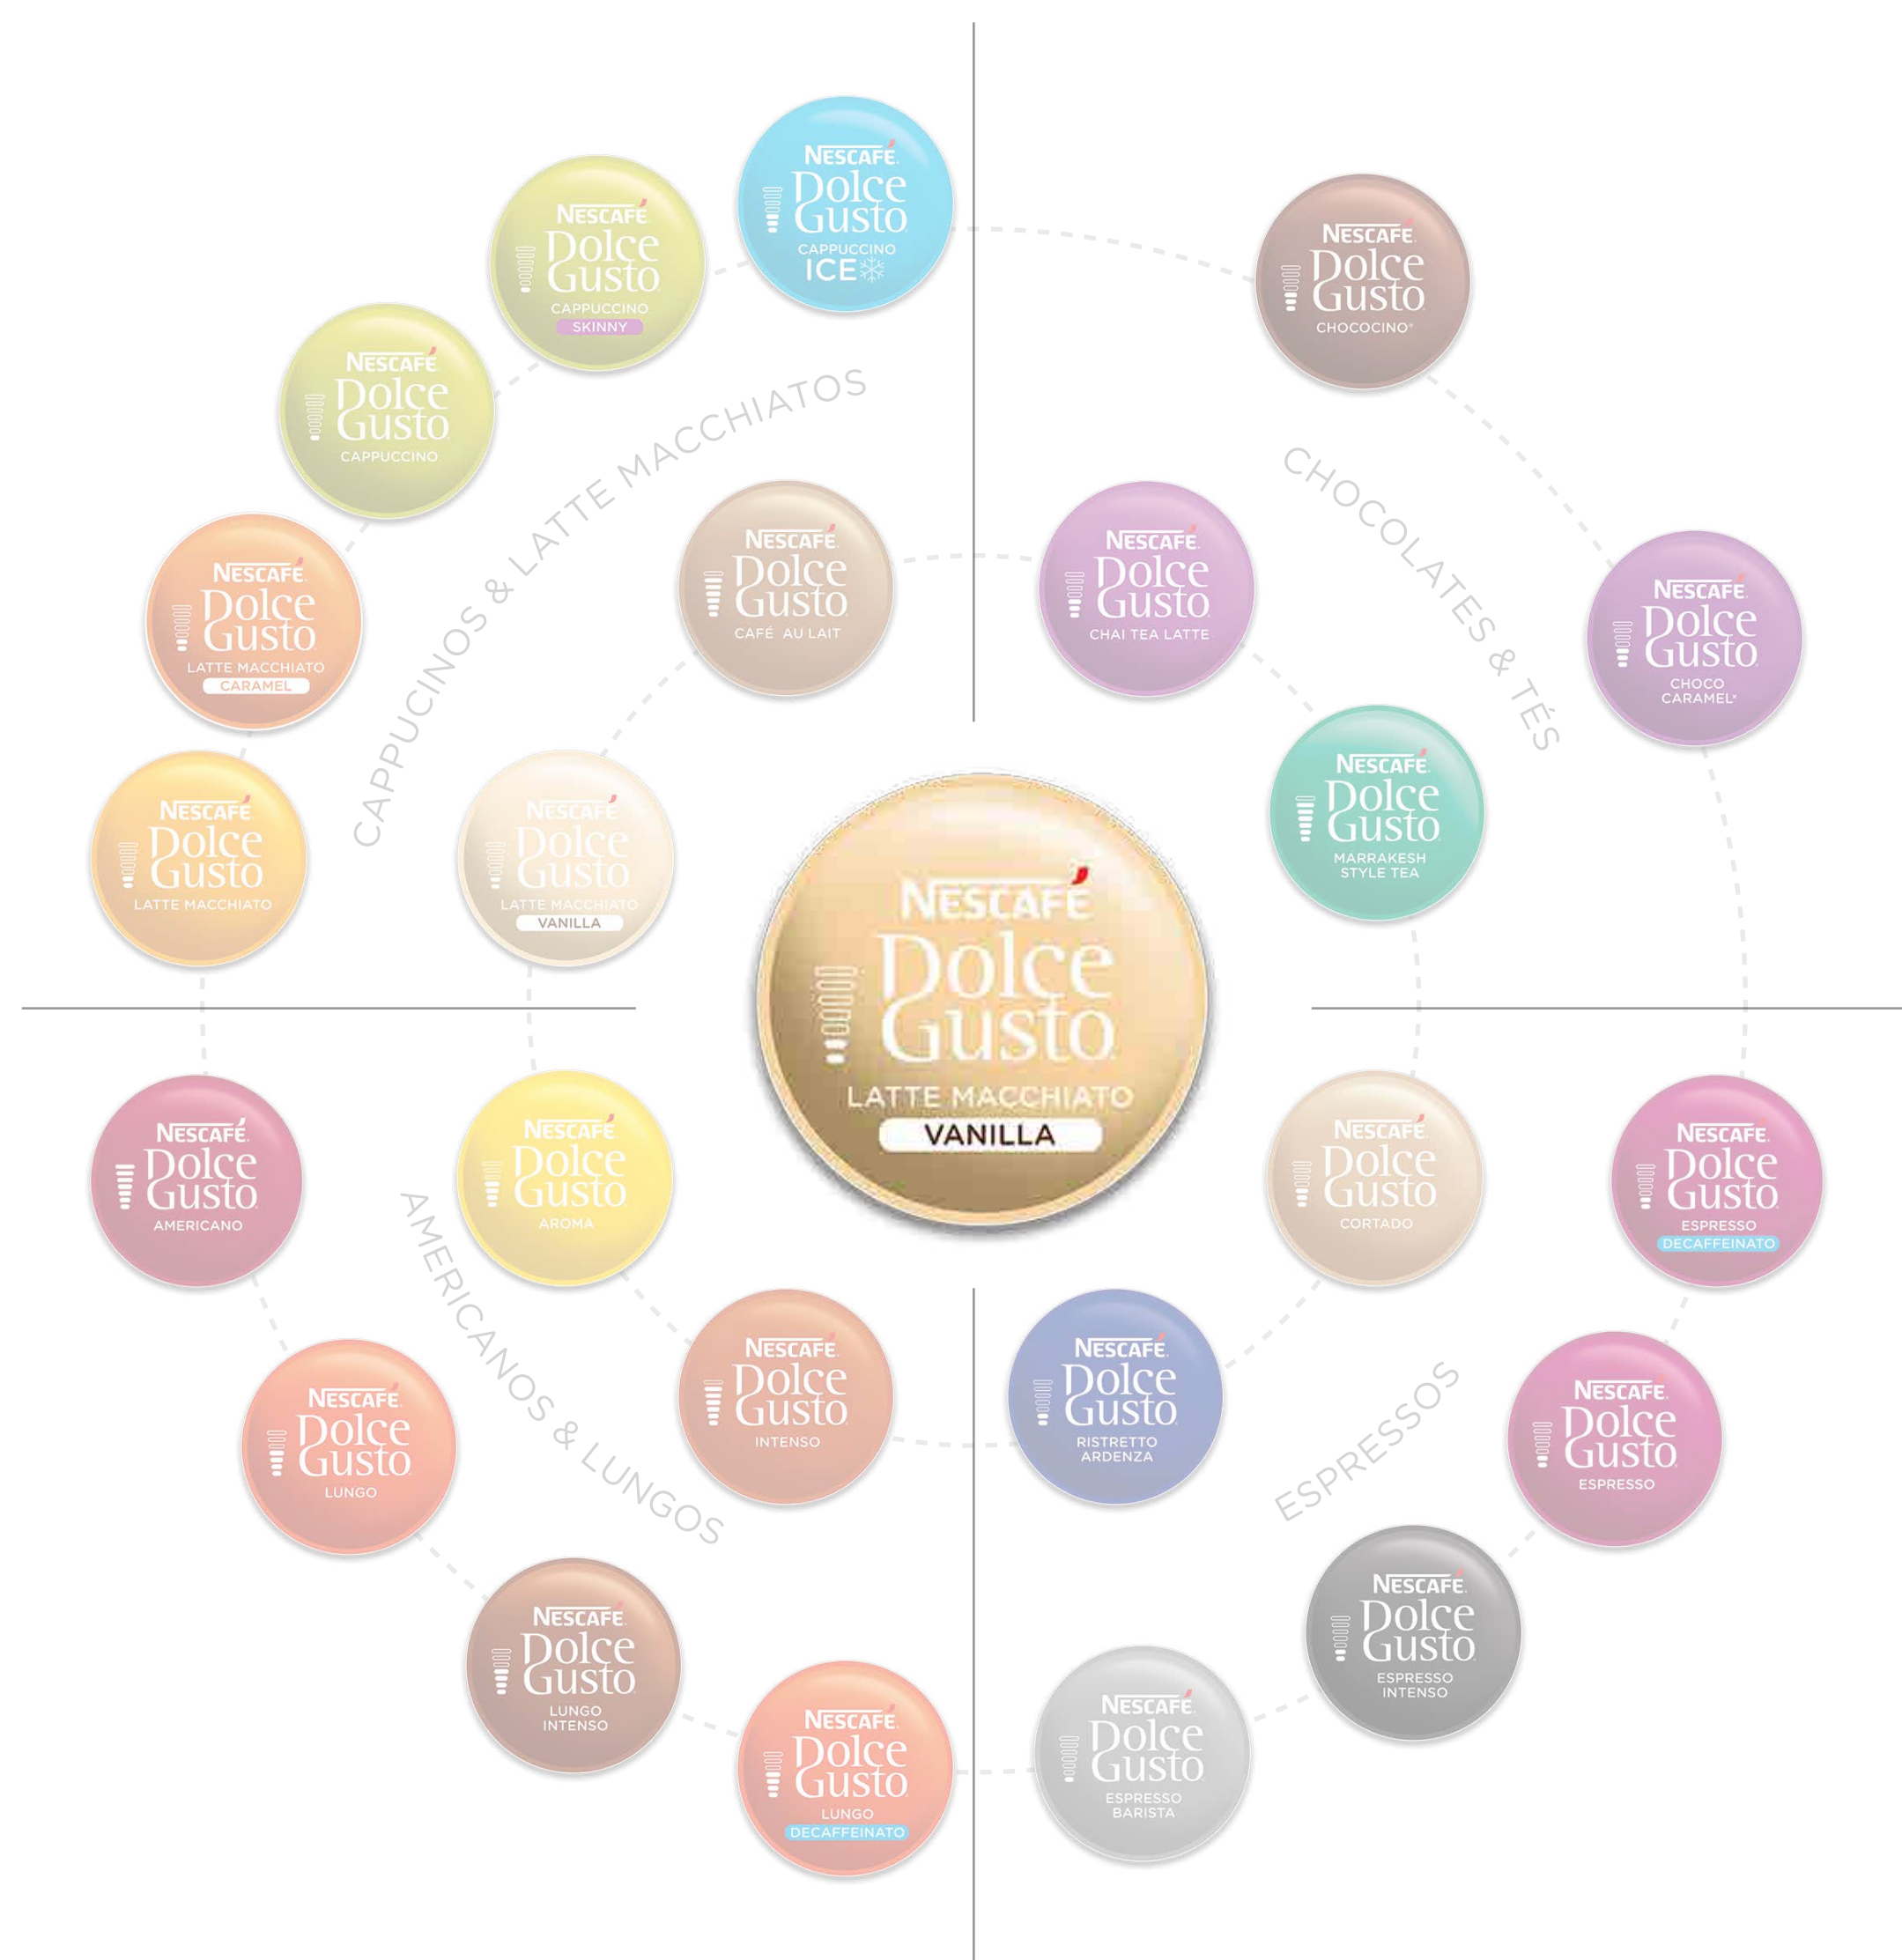 NESCAFÉ
Dolce
Gusto
CAPPUCCINO
ICE
NESCAFÉ
Dolce
Gusto
CAPPUCCINO
SKINNY
NESCAFÉ
Dolce
Gusto
CAPPUCCINO
NESCAFÉ
Dolce
Gusto
LATTE MACCHIATO
CARAMEL
NESCAFÉ
Dolce
Gusto
LATTE MACCHIATO
CAPPUCINOS & LATTE MACCHIATOS
NESCAFÉ
Dolce
Gusto
CAFÉ AU LAIT
NESCAFÉ
Dolce
Gusto
LATTE MACCHIATO
VANILLA
NESCAFÉ
Dolce
Gusto
CHOCOCINO
NESCAFÉ
Dolce
Gusto
CHOCO
CARAMEL
CHOCOLATES & TÉS
NESCAFÉ
Dolce
Gusto
CHAI TEA LATTE
NESCAFÉ
Dolce
Gusto
MARRAKESH
STYLE TEA
NESCAFÉ
Dolce
Gusto
LATTE MACCHIATO
VANILLA
NESCAFÉ
Dolce
Gusto
AMERICANO
NESCAFÉ
Dolce
Gusto
AROMA
NESCAFÉ
Dolce
Gusto
INTENSO
AMERICANOS & LUNGOS
NESCAFÉ
Dolce
Gusto
LUNGO
NESCAFÉ
Dolce
Gusto
LUNGO
INTENSO
NESCAFÉ
Dolce
Gusto
LUNGO
DECAFFEINATO
NESCAFÉ
Dolce
Gusto
CORTADO
NESCAFÉ
Dolce
Gusto
ESPRESSO
DECAFFEINATO
NESCAFÉ
Dolce
Gusto
RISTRETTO
ARDENZA
ESPRESSOS
NESCAFÉ
Dolce
Gusto
ESPRESSO
NESCAFÉ
Dolce
Gusto
ESPRESSO
INTENSO
NESCAFÉ
Dolce
Gusto
ESPRESSO
BARISTA